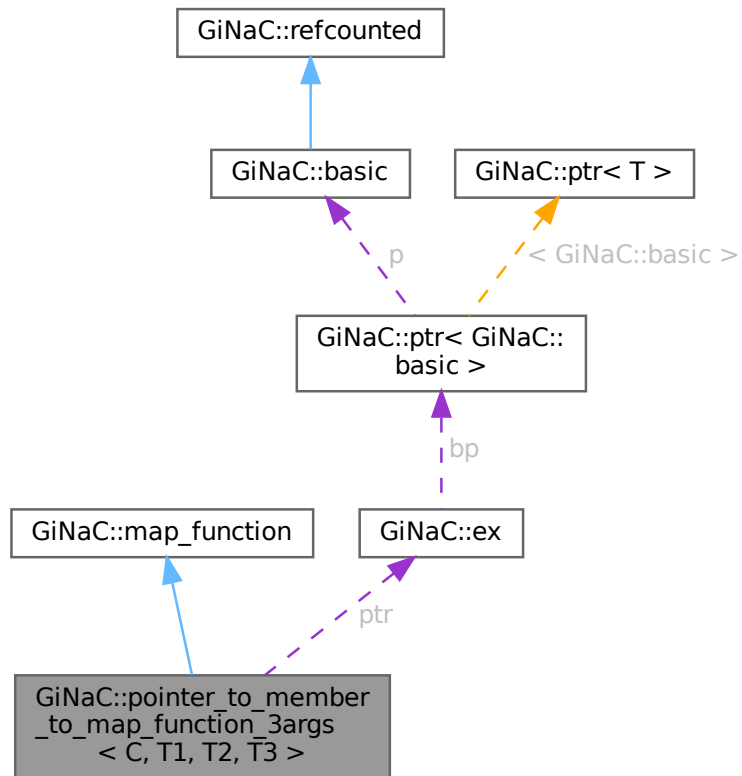 GiNaC::refcounted
GiNaC::basic
GiNaC::ptr< T >
p
< GiNaC::basic >
GiNaC::ptr< GiNaC::
basic >
bp
GiNaC::map_function
GiNaC::ex
ptr
GiNaC::pointer_to_member
_to_map_function_3args
< C, T1, T2, T3 >